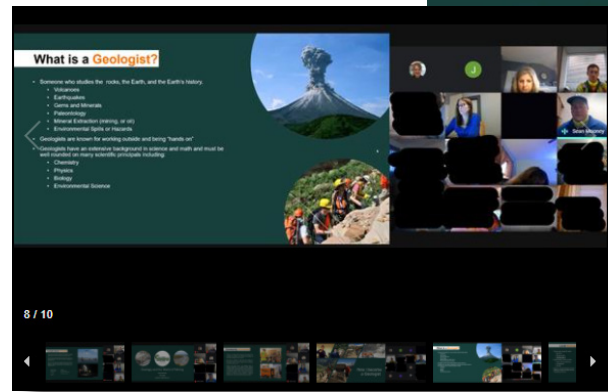 What is a Geologist?
Someone who studies the rocks, the Earth, and the Earth's history.
Volcanoes
Earthquakes
Gems and Minerals
Paleontology
Mineral Extraction (mining, or oil)
Environmental Spills or Hazards
Geologists are known for working outside and being "hands on"
Geologists have an extensive background in science and math and must be
well rounded on many scientific principals including:
Chemistry
Physics
Biology
Environmental Science
J
8 / 10